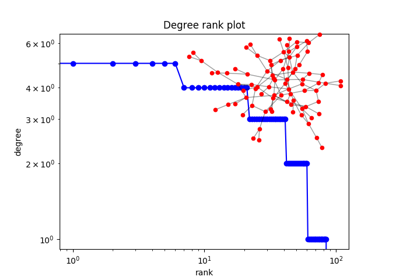 Degree rank plot
6 × 10⁰
4 × 10⁰
3 × 10⁰
2 × 10⁰
10⁰
degree
10⁰
10¹
10²
rank